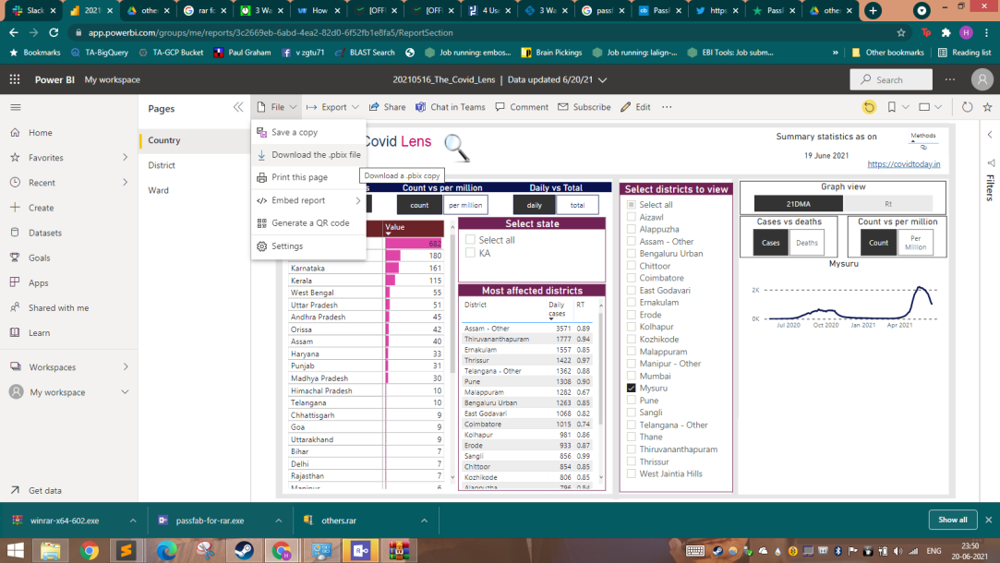 Slack
2021
other
rar fo
3 Wa
How
[OFF
[OFF
4 Use
3 Wa
passf
PassF
https
PassF
other
app.powerbi.com/groups/me/reports/3c2669eb-6abd-4ea2-82d0-6f52fb1e8fa5/ReportSection
Bookmarks
TA-BigQuery
TA-GCP Bucket
Paul Graham
v zgtu71
BLAST Search
Job running: embos...
Brain Pickings
Job running: lalign-...
EBI Tools: Job subm...
»
Other bookmarks
Reading list
Power BI My workspace
20210516_The_Covid_Lens | Data updated 6/20/21
Search
Pages
File
Export
Share
Chat in Teams
Comment
Subscribe
Edit
Home
Favorites
Recent
Create
Datasets
Goals
Apps
Shared with me
Learn
Workspaces
My workspace
Get data
Country
District
Ward
Save a copy
Download the .pbix file
Print this page
Embed report
Generate a QR code
Settings
Download a .pbix copy
Covid Lens
Summary statistics as on
19 June 2021
Methods
https://covidtoday.in
Filters
Count vs per million
count
per million
Daily vs Total
daily
total
Value
682
180
Karnataka 161
Kerala 115
West Bengal 55
Uttar Pradesh 51
Andhra Pradesh 45
Orissa 42
Assam 40
Haryana 33
Punjab 31
Madhya Pradesh 30
Himachal Pradesh 10
Telangana 10
Chhattisgarh 9
Goa 9
Uttarakhand 9
Bihar 7
Delhi 7
Rajasthan 7
Manipur 6
Select state
Select all
KA
Most affected districts
District Daily cases RT
Assam - Other 3571 0.89
Thiruvananthapuram 1777 0.94
Ernakulam 1557 0.85
Thrissur 1422 0.97
Telangana - Other 1362 0.88
Pune 1308 0.90
Malappuram 1282 0.67
Bengaluru Urban 1263 0.85
East Godavari 1068 0.82
Coimbatore 1015 0.74
Kolhapur 981 0.86
Erode 933 0.87
Sangli 856 0.99
Chittoor 854 0.85
Kozhikode 806 0.85
Alappuzha 796 0.84
Select districts to view
Select all
Aizawl
Alappuzha
Assam - Other
Bengaluru Urban
Chittoor
Coimbatore
East Godavari
Ernakulam
Erode
Kolhapur
Kozhikode
Malappuram
Manipur - Other
Mumbai
Mysuru
Pune
Sangli
Telangana - Other
Thane
Thiruvananthapuram
Thrissur
West Jaintia Hills
Graph view
21DMA
Rt
Cases vs deaths
Cases
Deaths
Count vs per million
Count
Per Million
Mysuru
2K
0K
Jul 2020
Oct 2020
Jan 2021
Apr 2021
winrar-x64-602.exe
passfab-for-rar.exe
others.rar
Show all
ENG
23:50
20-06-2021